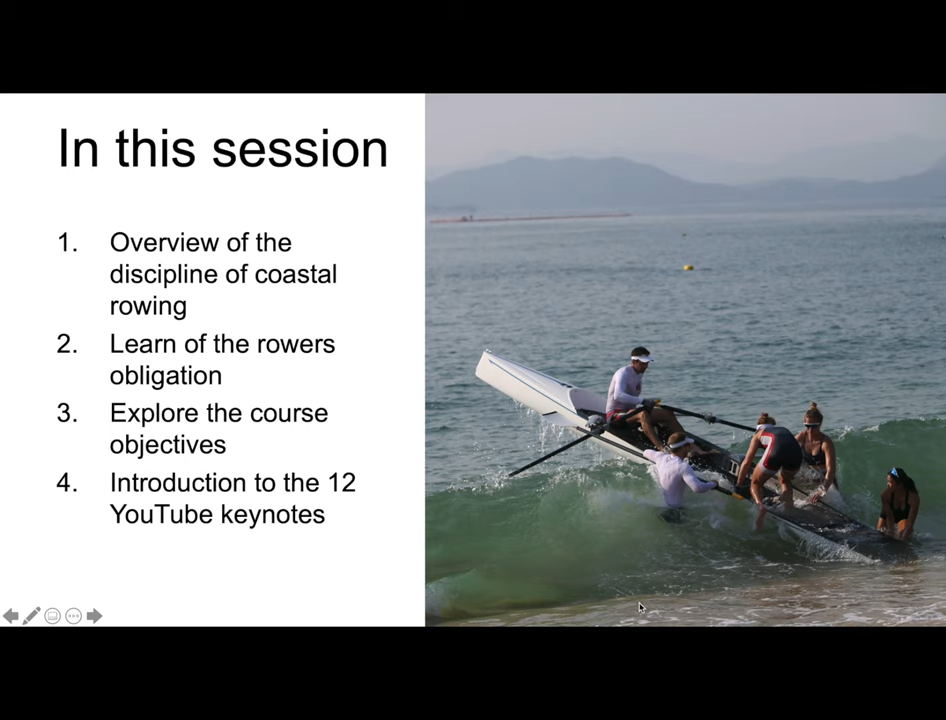 In this session
1. Overview of the
discipline of coastal
rowing
2. Learn of the rowers
obligation
3. Explore the course
objectives
4. Introduction to the 12
YouTube keynotes